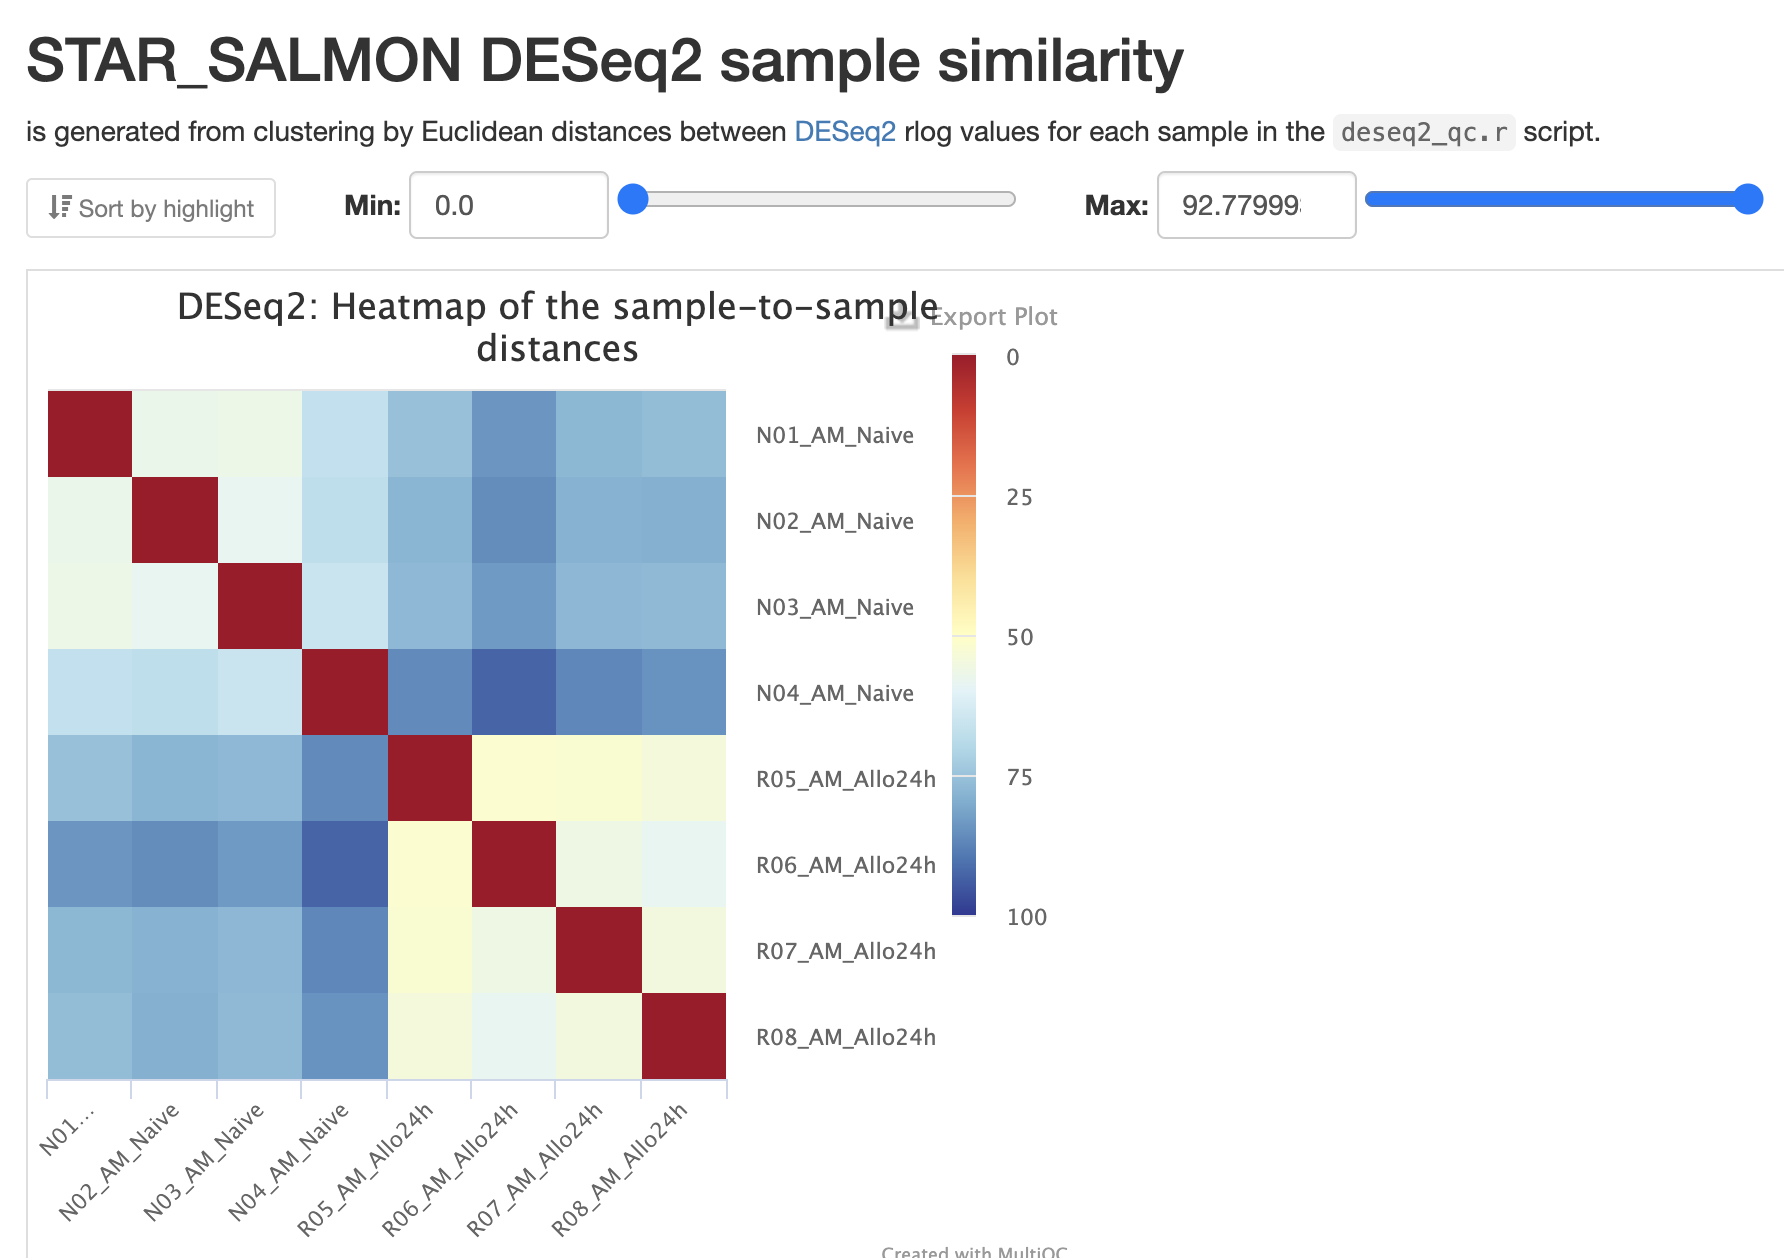 STAR_SALMON DESeq2 sample similarity
is generated from clustering by Euclidean distances between DESeq2 rlog values for each sample in the deseq2_qc.r script.
Sort by highlight
Min: 0.0
Max: 92.77999
DESeq2: Heatmap of the sample-to-sample
distances
Export Plot
0
25
50
75
100
N01_AM_Naive
N02_AM_Naive
N03_AM_Naive
N04_AM_Naive
R05_AM_Allo24h
R06_AM_Allo24h
R07_AM_Allo24h
R08_AM_Allo24h
N01...
N02_AM_Naive
N03_AM_Naive
N04_AM_Naive
R05_AM_Allo24h
R06_AM_Allo24h
R07_AM_Allo24h
R08_AM_Allo24h
Created with MultiQC